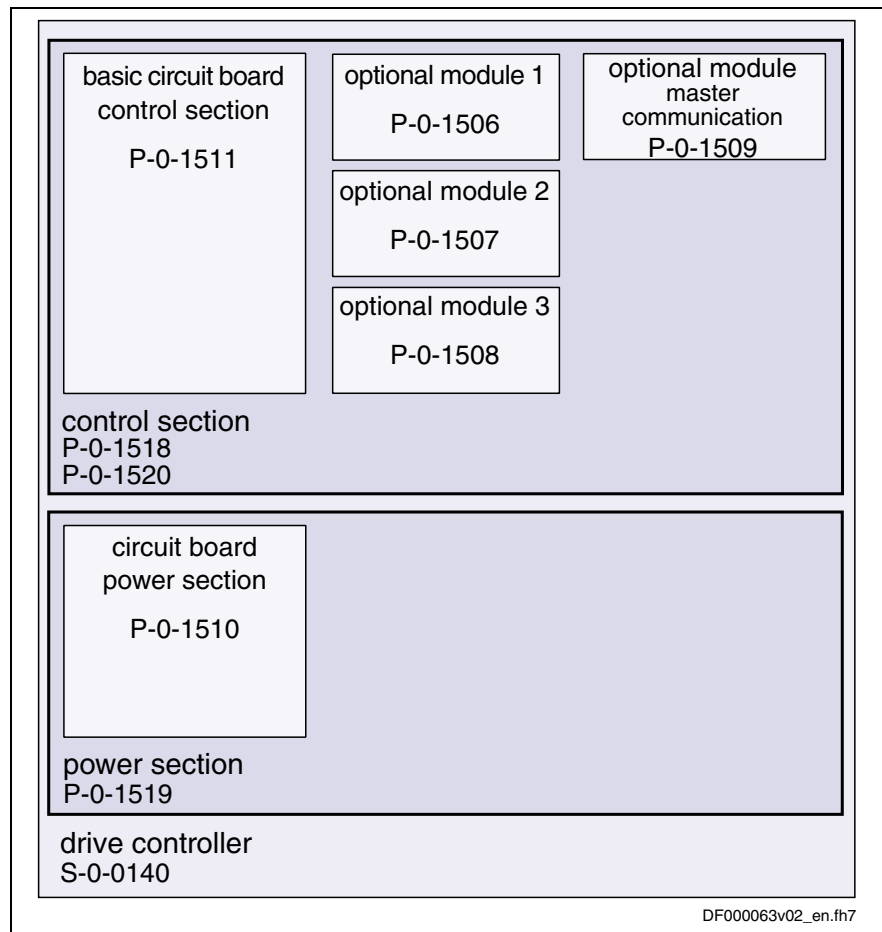 basic circuit board
control section
P-0-1511
optional module 1
P-0-1506
optional module
master
communication
P-0-1509
optional module 2
P-0-1507
optional module 3
P-0-1508
control section
P-0-1518
P-0-1520
circuit board
power section
P-0-1510
power section
P-0-1519
drive controller
S-0-0140
DF000063v02_en.fh7